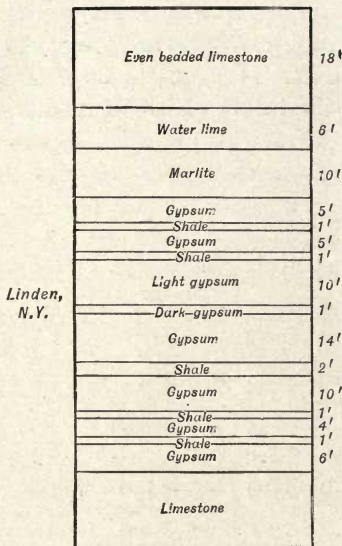 Even bedded limestone 18'
Water lime 6'
Marlite 10'
Gypsum 5'
Shale 1'
Gypsum 5'
Shale 1'
Light gypsum 10'
Linden,
N.Y.
Dark-gypsum 1'
Gypsum 14'
Shale 2'
Gypsum 10'
Shale 1'
Gypsum 4'
Shale 1'
Gypsum 6'
Limestone